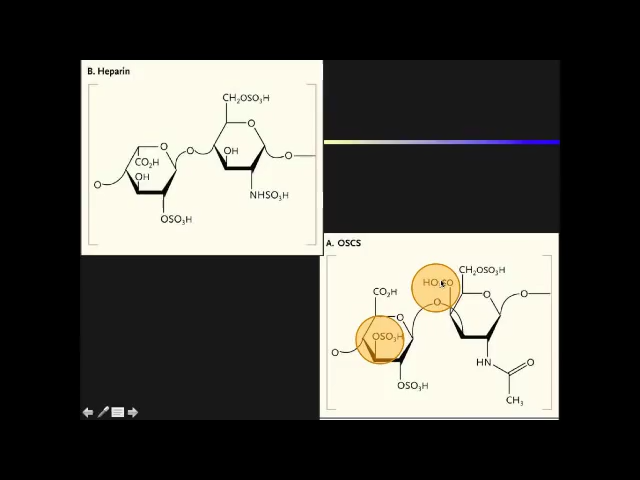 B. Heparin
CH₂OSO₃H
O
O
O
OH
O
CO₂H
OH
O
NHSO₃H
OSO₃H
A. OSCS
CH₂OSO₃H
O
O
CO₂H
O
O
OSO₃H
O
HN
O
OSO₃H
CH₃